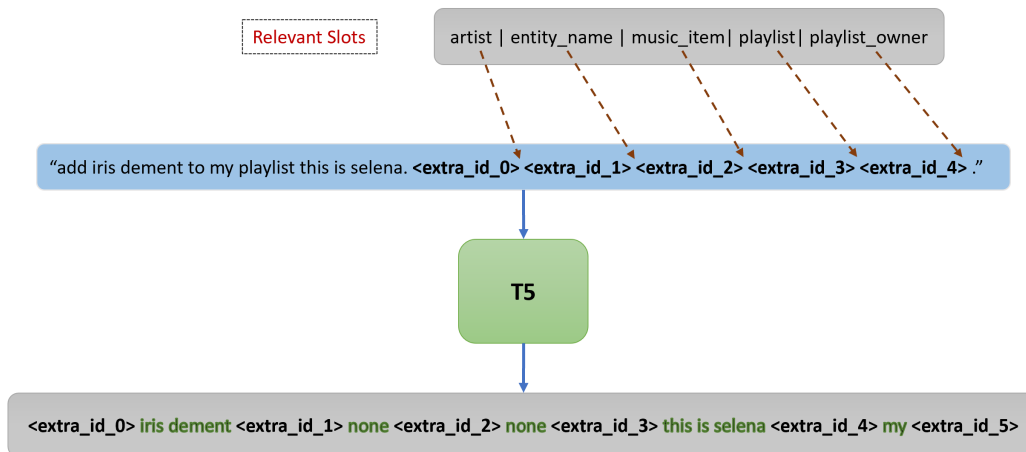 Relevant Slots
artist | entity_name | music_item| playlist| playlist_owner
“add iris dement to my playlist this is selena. <extra_id_0> <extra_id_1> <extra_id_2> <extra_id_3> <extra_id_4> .”
T5
<extra_id_0> iris dement <extra_id_1> none <extra_id_2> none <extra_id_3> this is selena <extra_id_4> my <extra_id_5>